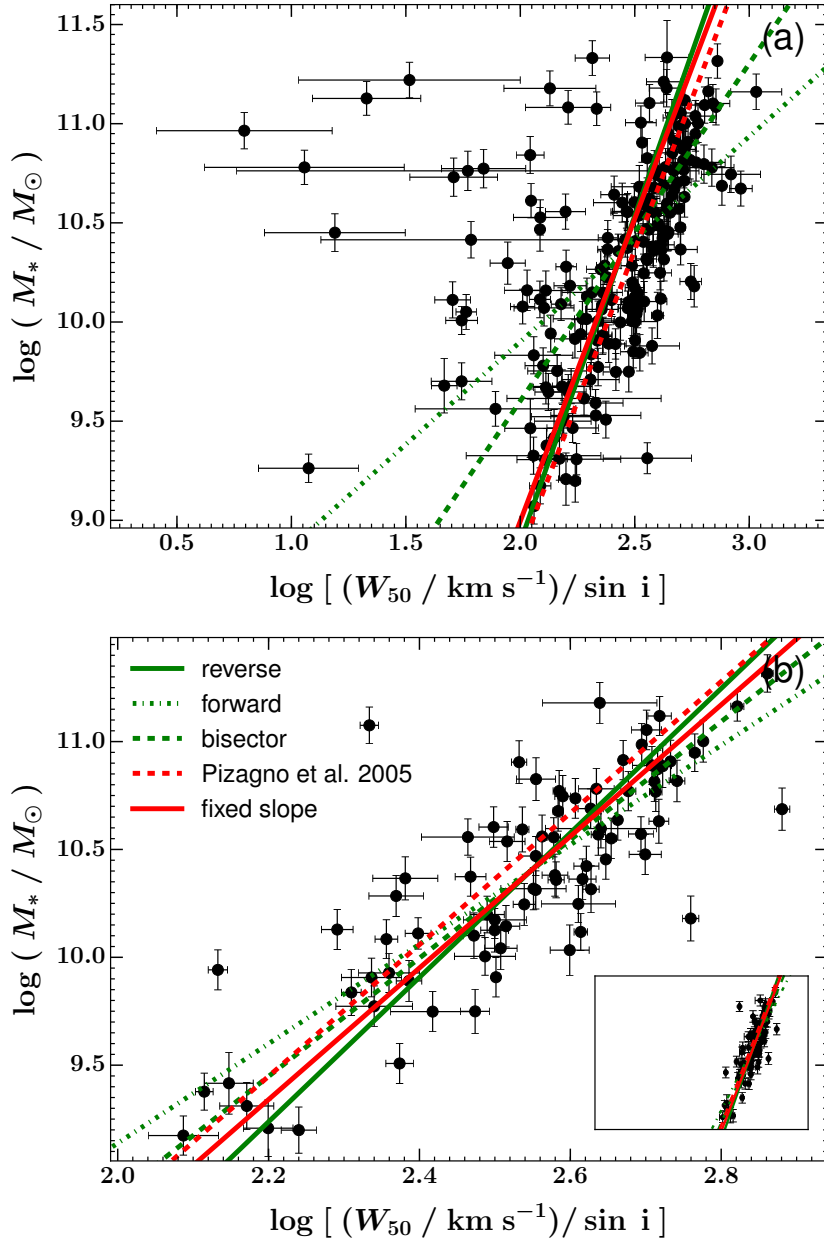 (a)
11.5
11.0
10.5
10.0
9.5
9.0
log ( M* / M⊙ )
0.5 1.0 1.5 2.0 2.5 3.0
log [ (W50 / km s−1)/ sin i ]
(b)
reverse
forward
bisector
Pizagno et al. 2005
fixed slope
11.0
10.5
10.0
9.5
log ( M* / M⊙ )
2.0 2.2 2.4 2.6 2.8
log [ (W50 / km s−1)/ sin i ]